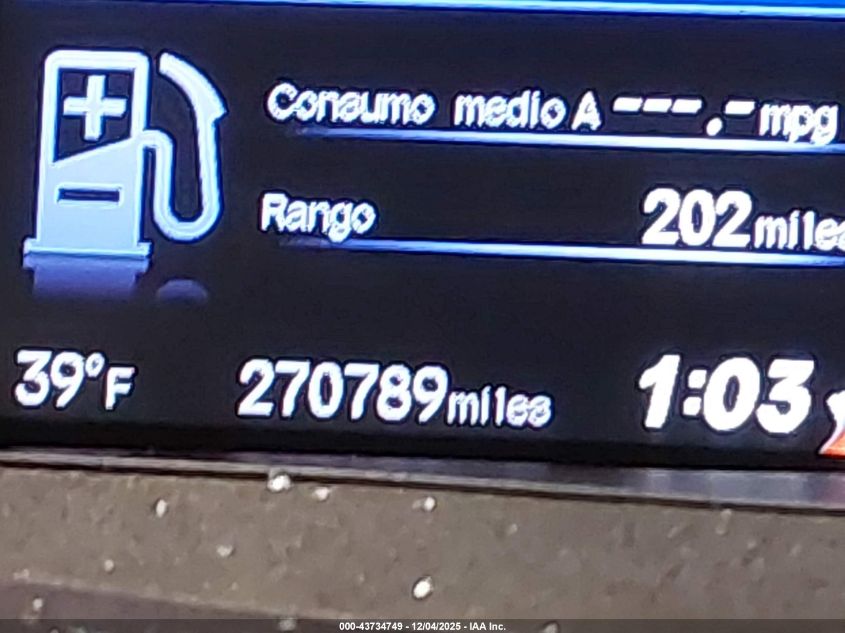 Consumo medio A ---.- mpg
Rango 202 miles
39°F 270789 miles 1:03
000-43734749 - 12/04/2025 - IAA Inc.